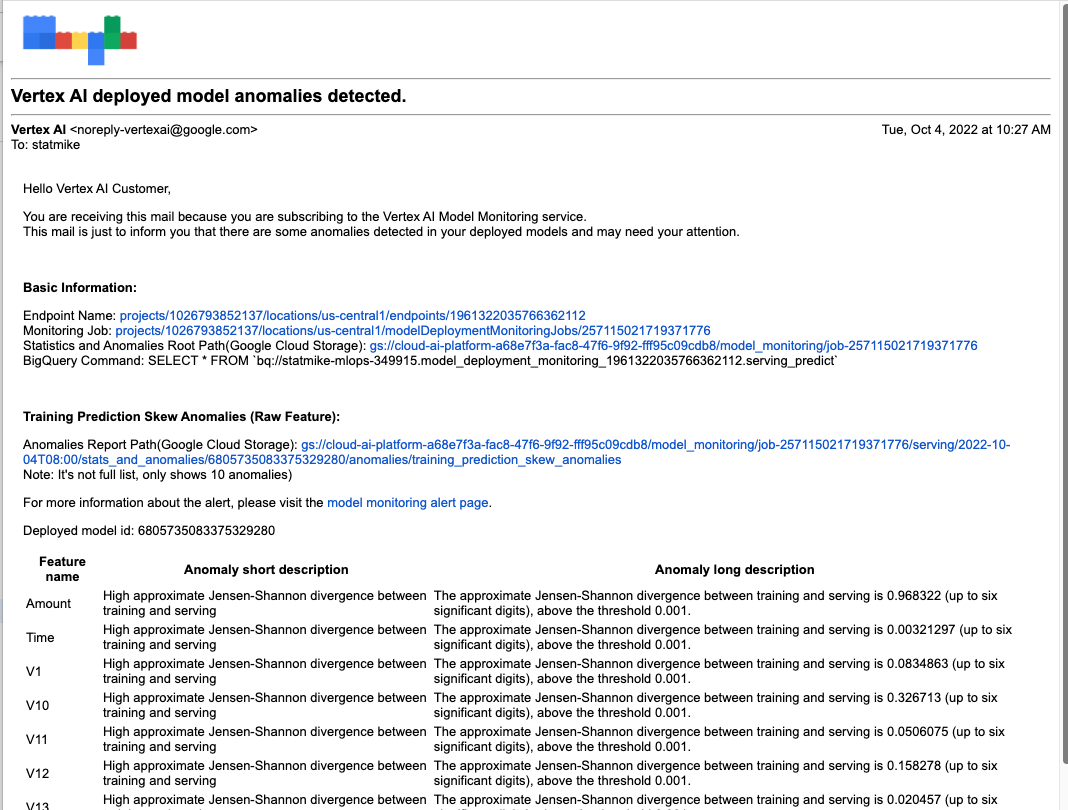 Vertex AI deployed model anomalies detected.
Vertex AI <noreply-vertexai@google.com>
Tue, Oct 4, 2022 at 10:27 AM
To: statmike
Hello Vertex AI Customer,
You are receiving this mail because you are subscribing to the Vertex AI Model Monitoring service.
This mail is just to inform you that there are some anomalies detected in your deployed models and may need your attention.
Basic Information:
Endpoint Name: projects/1026793852137/locations/us-central1/endpoints/1961322035766362112
Monitoring Job: projects/1026793852137/locations/us-central1/modelDeploymentMonitoringJobs/257115021719371776
Statistics and Anomalies Root Path(Google Cloud Storage): gs://cloud-ai-platform-a68e7f3a-fac8-47f6-9f92-fff95c09cdb8/model_monitoring/job-257115021719371776
BigQuery Command: SELECT * FROM `bq://statmike-mlops-349915.model_deployment_monitoring_1961322035766362112.serving_predict`
Training Prediction Skew Anomalies (Raw Feature):
Anomalies Report Path(Google Cloud Storage): gs://cloud-ai-platform-a68e7f3a-fac8-47f6-9f92-fff95c09cdb8/model_monitoring/job-257115021719371776/serving/2022-10-
04T08:00/stats_and_anomalies/6805735083375329280/anomalies/training_prediction_skew_anomalies
Note: It's not full list, only shows 10 anomalies)
For more information about the alert, please visit the model monitoring alert page.
Deployed model id: 6805735083375329280
Feature
name
Anomaly short description
Anomaly long description
Amount
High approximate Jensen-Shannon divergence between
training and serving
The approximate Jensen-Shannon divergence between training and serving is 0.968322 (up to six
significant digits), above the threshold 0.001.
Time
High approximate Jensen-Shannon divergence between
training and serving
The approximate Jensen-Shannon divergence between training and serving is 0.00321297 (up to six
significant digits), above the threshold 0.001.
V1
High approximate Jensen-Shannon divergence between
training and serving
The approximate Jensen-Shannon divergence between training and serving is 0.0834863 (up to six
significant digits), above the threshold 0.001.
V10
High approximate Jensen-Shannon divergence between
training and serving
The approximate Jensen-Shannon divergence between training and serving is 0.326713 (up to six
significant digits), above the threshold 0.001.
V11
High approximate Jensen-Shannon divergence between
training and serving
The approximate Jensen-Shannon divergence between training and serving is 0.0506075 (up to six
significant digits), above the threshold 0.001.
V12
High approximate Jensen-Shannon divergence between
training and serving
The approximate Jensen-Shannon divergence between training and serving is 0.158278 (up to six
significant digits), above the threshold 0.001.
V13
High approximate Jensen-Shannon divergence between
The approximate Jensen-Shannon divergence between training and serving is 0.020457 (up to six